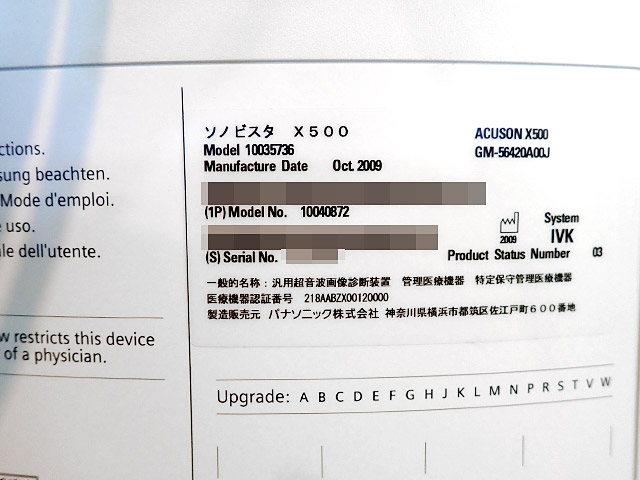 ctions.
sung beachten.
Mode d'emploi.
uso.
le dell'utente.
w restricts this device
of a physician.
ソノビスタ X500
Model 10035736
Manufacture Date Oct. 2009
ACUSON X500
GM-56420A00J
(1P) Model No. 10040872
(S) Serial No.
2009
System
IVK
Product Status Number 03
一般的名称：汎用超音波画像診断装置 管理医療機器 特定保守管理医療機器
医療機器認証番号 218AABZX00120000
製造販売元 パナソニック株式会社 神奈川県横浜市都筑区佐江戸町600番地
Upgrade: A B C D E F G H J K L M N P R S T V W